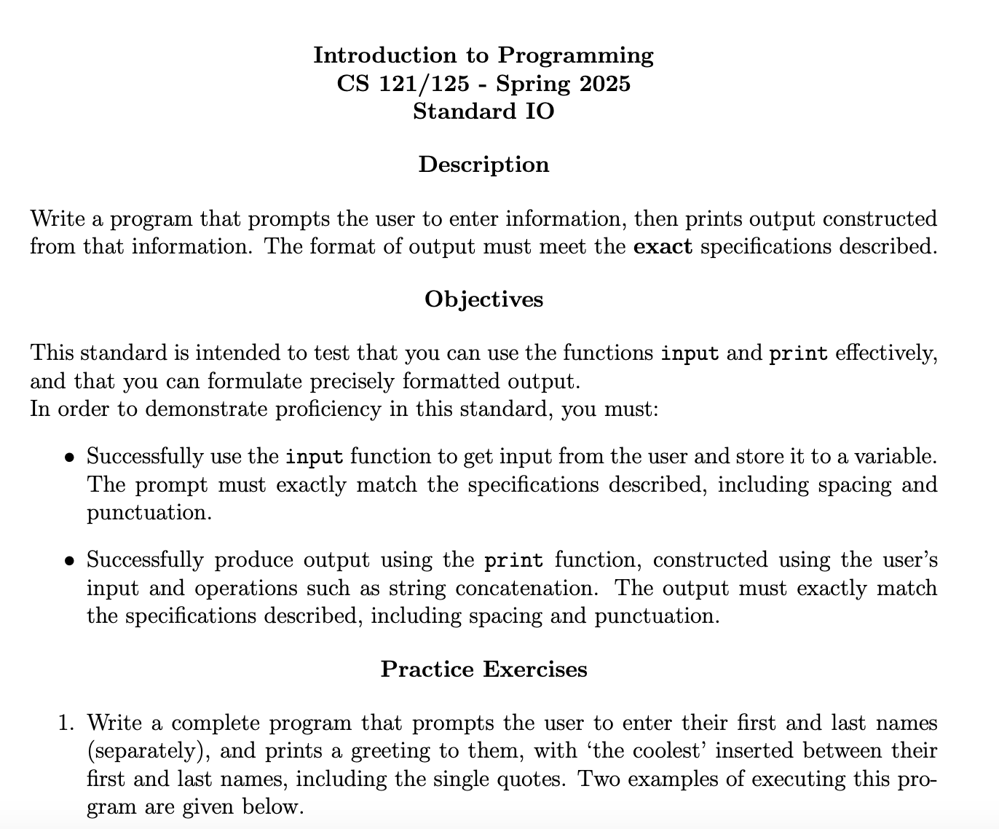 Introduction to Programming
CS 121/125 - Spring 2025
Standard IO
Description
Write a program that prompts the user to enter information, then prints output constructed
from that information. The format of output must meet the exact specifications described.
Objectives
This standard is intended to test that you can use the functions input and print effectively,
and that you can formulate precisely formatted output.
In order to demonstrate proficiency in this standard, you must:
• Successfully use the input function to get input from the user and store it to a variable.
The prompt must exactly match the specifications described, including spacing and
punctuation.
• Successfully produce output using the print function, constructed using the user’s
input and operations such as string concatenation. The output must exactly match
the specifications described, including spacing and punctuation.
Practice Exercises
1. Write a complete program that prompts the user to enter their first and last names
(separately), and prints a greeting to them, with ‘the coolest’ inserted between their
first and last names, including the single quotes. Two examples of executing this pro-
gram are given below.